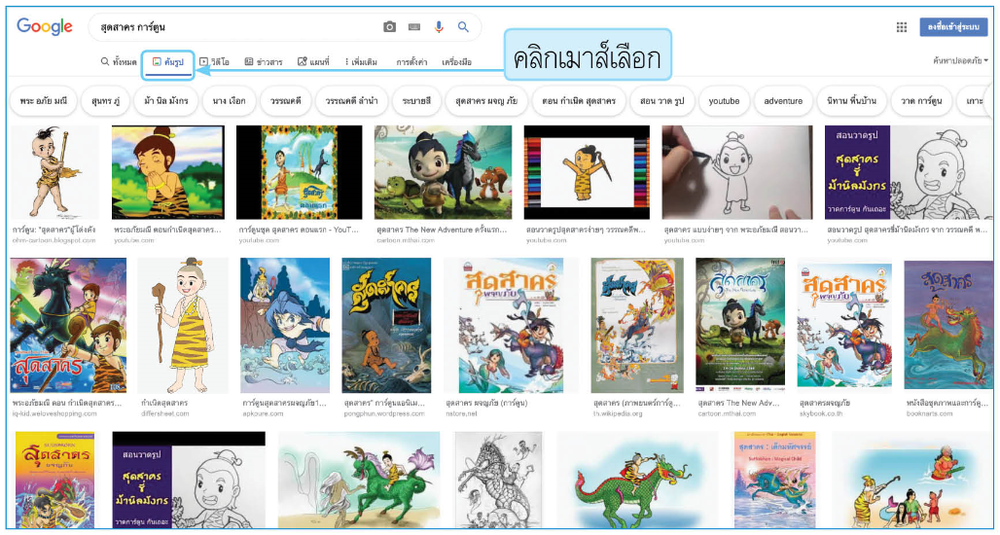 Google
สุดสาคร การ์ตูน
ลงชื่อเข้าสู่ระบบ
คลิกเมาส์เลือก
ทั้งหมด
ค้นรูป
วิดีโอ
ข่าวสาร
แผนที่
เพิ่มเติม
การตั้งค่า
เครื่องมือ
ค้นหาปลอดภัย
พระ อภัย มณี
สุนทร ภู่
ม้า นิล มังกร
นาง เงือก
วรรณคดี
วรรณคดี ลำนำ
ระบายสี
สุดสาคร ผจญ ภัย
ตอน กำเนิด สุดสาคร
สอน วาด รูป
youtube
adventure
นิทาน พื้นบ้าน
วาด การ์ตูน
เกาะ
สอนวาดรูป
สุดสาคร
ขี่
ม้านิลมังกร
วาดการ์ตูน กันเถอะ
การ์ตูน: "สุดสาคร"ผู้โด่งดัง
พระอภัยมณี ตอนกำเนิดสุดสาคร...
การ์ตูนชุด สุดสาคร ตอนแรก - YouT...
สุดสาคร The New Adventure ครั้งแรก...
สอนวาดรูปสุดสาครง่ายๆ วรรณคดีพ...
สุดสาคร แบบง่ายๆ จาก พระอภัยมณี สอนวา...
สอนวาดรูป สุดสาครขี่ม้านิลมังกร จาก วรรณคดี พ...
ohm-cartoon.blogspot.com
youtube.com
youtube.com
cartoon.mthai.com
youtube.com
youtube.com
youtube.com
สุดสาคร
สุดสาคร
สุดสาคร
ผจญภัย
สุดสาคร
สุดสาคร
สุดสาคร
ผจญภัย
สุดสาคร
พระอภัยมณี ตอน กำเนิดสุดสาคร...
กำเนิดสุดสาคร
การ์ตูนสุดสาครผจญภัย1...
สุดสาคร" การ์ตูนแอนิเม...
สุดสาคร ผจญภัย (การ์ตูน)
สุดสาคร (ภาพยนตร์การ์ตู...
สุดสาคร The New Adv...
สุดสาครผจญภัย
หนังสือชุดภาพและการ์ตู...
iq-kid.weloveshopping.com
differsheet.com
apkpure.com
pongphun.wordpress.com
nstore.net
th.wikipedia.org
cartoon.mthai.com
skybook.co.th
booknarts.com
สุดสาคร
ผจญภัย
สอนวาดรูป
สุดสาคร
ขี่
ม้านิลมังกร
วาดการ์ตูน กันเถอะ
สุดสาคร : เด็กมหัศจรรย์